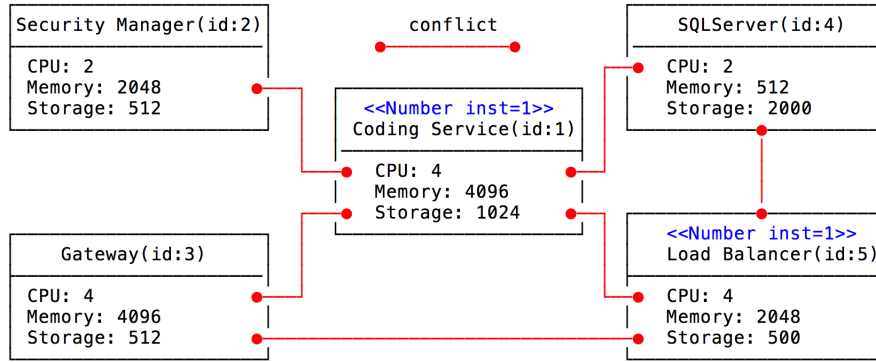 Security Manager(id:2)
CPU: 2
Memory: 2048
Storage: 512
conflict
SQLServer(id:4)
CPU: 2
Memory: 512
Storage: 2000
<<Number inst=1>>
Coding Service(id:1)
CPU: 4
Memory: 4096
Storage: 1024
Gateway(id:3)
CPU: 4
Memory: 4096
Storage: 512
<<Number inst=1>>
Load Balancer(id:5)
CPU: 4
Memory: 2048
Storage: 500